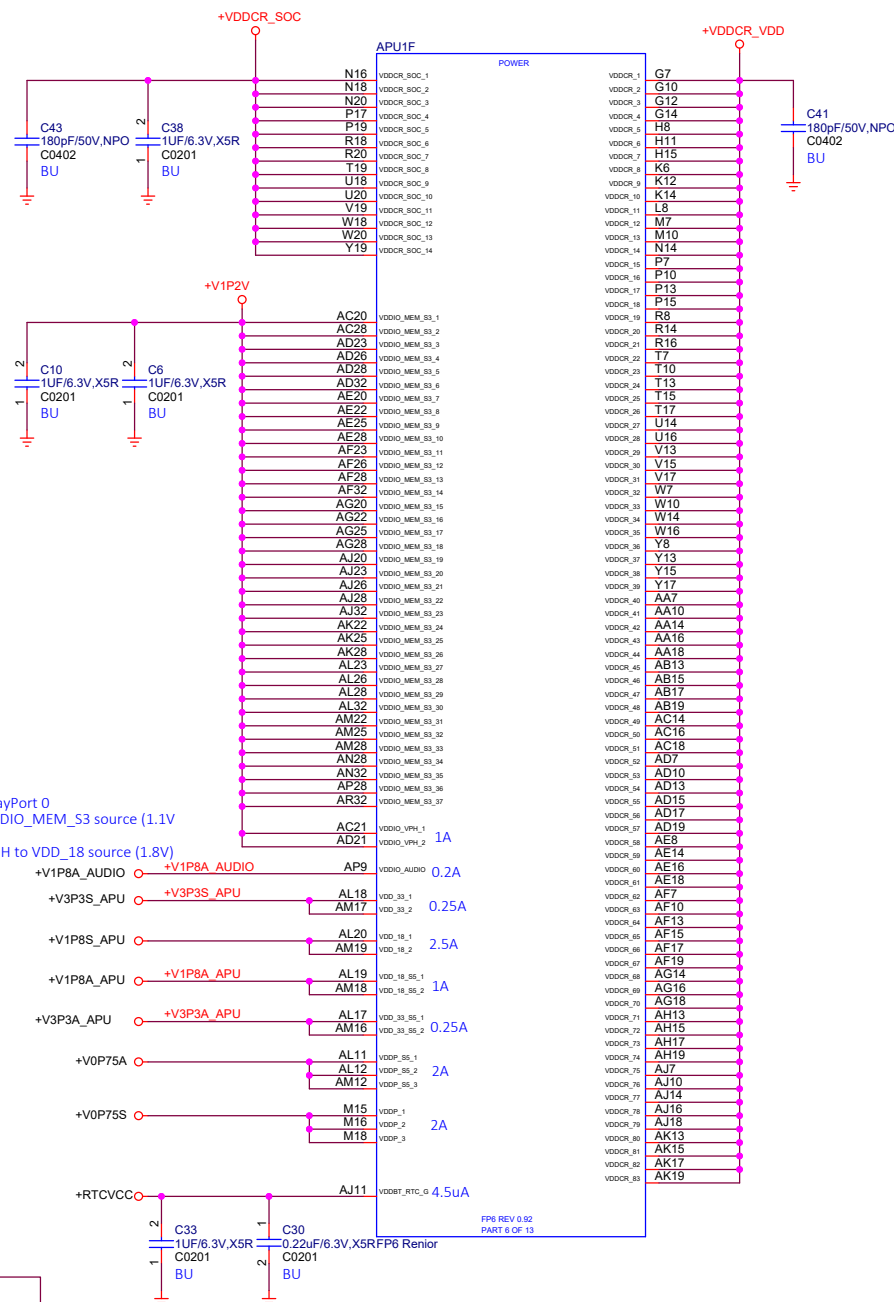 +VDDCR_SOC
+VDDCR_VDD
APU1F
POWER
N16 VDDCR_SOC_1
N18 VDDCR_SOC_2
N20 VDDCR_SOC_3
P17 VDDCR_SOC_4
P19 VDDCR_SOC_5
R18 VDDCR_SOC_6
R20 VDDCR_SOC_7
T19 VDDCR_SOC_8
U18 VDDCR_SOC_9
U20 VDDCR_SOC_10
V19 VDDCR_SOC_11
W18 VDDCR_SOC_12
W20 VDDCR_SOC_13
Y19 VDDCR_SOC_14
2
1
C43
180pF/50V,NPO
C0402
BU
C38
1UF/6.3V,X5R
C0201
BU
C41
180pF/50V,NPO
C0402
BU
+V1P2V
AC20 VDDIO_MEM_S3_1
AC28 VDDIO_MEM_S3_2
AD23 VDDIO_MEM_S3_3
AD26 VDDIO_MEM_S3_4
AD28 VDDIO_MEM_S3_5
AD32 VDDIO_MEM_S3_6
AE20 VDDIO_MEM_S3_7
AE22 VDDIO_MEM_S3_8
AE25 VDDIO_MEM_S3_9
AE28 VDDIO_MEM_S3_10
AF23 VDDIO_MEM_S3_11
AF26 VDDIO_MEM_S3_12
AF28 VDDIO_MEM_S3_13
AF32 VDDIO_MEM_S3_14
AG20 VDDIO_MEM_S3_15
AG22 VDDIO_MEM_S3_16
AG25 VDDIO_MEM_S3_17
AG28 VDDIO_MEM_S3_18
AJ20 VDDIO_MEM_S3_19
AJ23 VDDIO_MEM_S3_20
AJ26 VDDIO_MEM_S3_21
AJ28 VDDIO_MEM_S3_22
AJ32 VDDIO_MEM_S3_23
AK22 VDDIO_MEM_S3_24
AK25 VDDIO_MEM_S3_25
AK28 VDDIO_MEM_S3_26
AL23 VDDIO_MEM_S3_27
AL26 VDDIO_MEM_S3_28
AL28 VDDIO_MEM_S3_29
AL32 VDDIO_MEM_S3_30
AM22 VDDIO_MEM_S3_31
AM25 VDDIO_MEM_S3_32
AM28 VDDIO_MEM_S3_33
AN28 VDDIO_MEM_S3_34
AN32 VDDIO_MEM_S3_35
AP28 VDDIO_MEM_S3_36
AR32 VDDIO_MEM_S3_37
2
1
C10
1UF/6.3V,X5R
C0201
BU
2
1
C6
1UF/6.3V,X5R
C0201
BU
ayPort 0
DIO_MEM_S3 source (1.1V
H to VDD_18 source (1.8V)
AC21 VDDIO_VPH_1
AD21 VDDIO_VPH_2
1A
+V1P8A_AUDIO +V1P8A_AUDIO AP9 VDDIO_AUDIO 0.2A
+V3P3S_APU +V3P3S_APU AL18 VDD_33_1
AM17 VDD_33_2
0.25A
+V1P8S_APU AL20 VDD_18_1
AM19 VDD_18_2
2.5A
+V1P8A_APU +V1P8A_APU AL19 VDD_18_S5_1
AM18 VDD_18_S5_2
1A
+V3P3A_APU +V3P3A_APU AL17 VDD_33_S5_1
AM16 VDD_33_S5_2
0.25A
+V0P75A AL11 VDDP_S5_1
AL12 VDDP_S5_2
AM12 VDDP_S5_3
2A
+V0P75S M15 VDDP_1
M16 VDDP_2
M18 VDDP_3
2A
+RTCVCC AJ11 VDDBT_RTC_G 4.5uA
2
1
C33
1UF/6.3V,X5R
C0201
BU
1
2
C30
0.22uF/6.3V,X5R
C0201
BU
FP6 Renior
FP6 REV 0.92
PART 6 OF 13
VDDCR_1 G7
VDDCR_2 G10
VDDCR_3 G12
VDDCR_4 G14
VDDCR_5 H8
VDDCR_6 H11
VDDCR_7 H15
VDDCR_8 K6
VDDCR_9 K12
VDDCR_10 K14
VDDCR_11 L8
VDDCR_12 M7
VDDCR_13 M10
VDDCR_14 N14
VDDCR_15 P7
VDDCR_16 P10
VDDCR_17 P13
VDDCR_18 P15
VDDCR_19 R8
VDDCR_20 R14
VDDCR_21 R16
VDDCR_22 T7
VDDCR_23 T10
VDDCR_24 T13
VDDCR_25 T15
VDDCR_26 T17
VDDCR_27 U14
VDDCR_28 U16
VDDCR_29 V13
VDDCR_30 V15
VDDCR_31 V17
VDDCR_32 W7
VDDCR_33 W10
VDDCR_34 W14
VDDCR_35 W16
VDDCR_36 Y8
VDDCR_37 Y13
VDDCR_38 Y15
VDDCR_39 Y17
VDDCR_40 AA7
VDDCR_41 AA10
VDDCR_42 AA14
VDDCR_43 AA16
VDDCR_44 AA18
VDDCR_45 AB13
VDDCR_46 AB15
VDDCR_47 AB17
VDDCR_48 AB19
VDDCR_49 AC14
VDDCR_50 AC16
VDDCR_51 AC18
VDDCR_52 AD7
VDDCR_53 AD10
VDDCR_54 AD13
VDDCR_55 AD15
VDDCR_56 AD17
VDDCR_57 AD19
VDDCR_58 AE8
VDDCR_59 AE14
VDDCR_60 AE16
VDDCR_61 AE18
VDDCR_62 AF7
VDDCR_63 AF10
VDDCR_64 AF13
VDDCR_65 AF15
VDDCR_66 AF17
VDDCR_67 AF19
VDDCR_68 AG14
VDDCR_69 AG16
VDDCR_70 AG18
VDDCR_71 AH13
VDDCR_72 AH15
VDDCR_73 AH17
VDDCR_74 AH19
VDDCR_75 AJ7
VDDCR_76 AJ10
VDDCR_77 AJ14
VDDCR_78 AJ16
VDDCR_79 AJ18
VDDCR_80 AK13
VDDCR_81 AK15
VDDCR_82 AK17
VDDCR_83 AK19